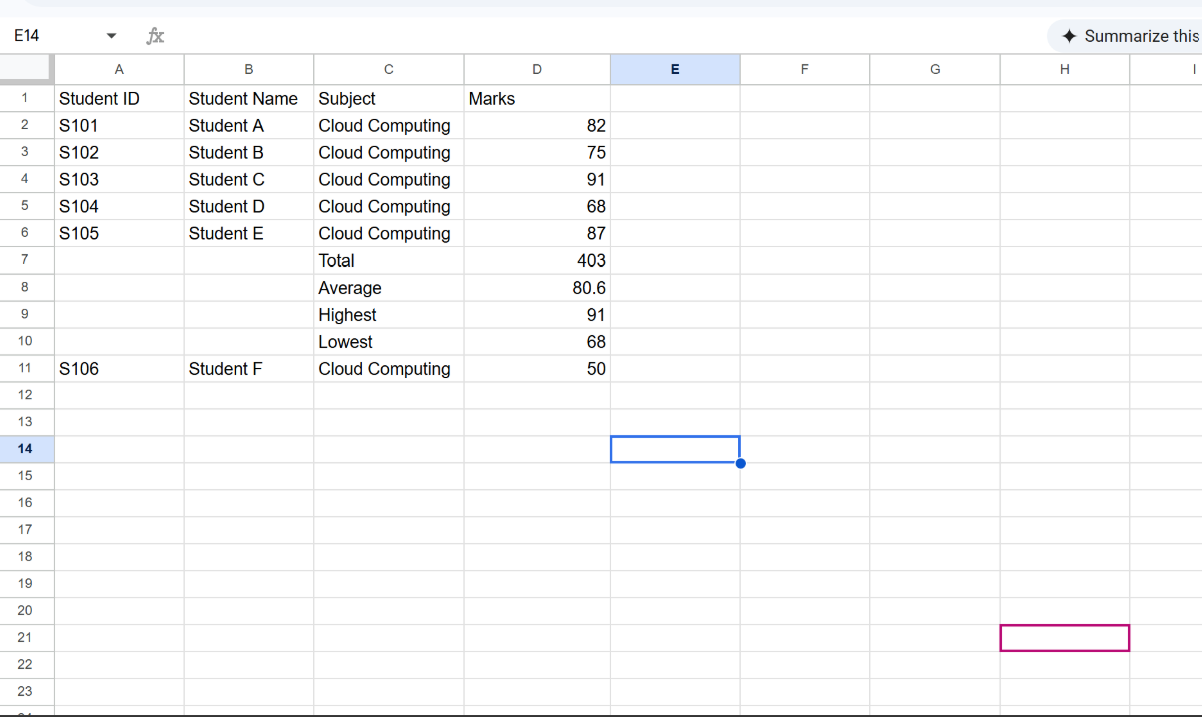 E14 fx Summarize this
A B C D E F G H I
1 Student ID Student Name Subject Marks
2 S101 Student A Cloud Computing 82
3 S102 Student B Cloud Computing 75
4 S103 Student C Cloud Computing 91
5 S104 Student D Cloud Computing 68
6 S105 Student E Cloud Computing 87
7 Total 403
8 Average 80.6
9 Highest 91
10 Lowest 68
11 S106 Student F Cloud Computing 50
12
13
14
15
16
17
18
19
20
21
22
23